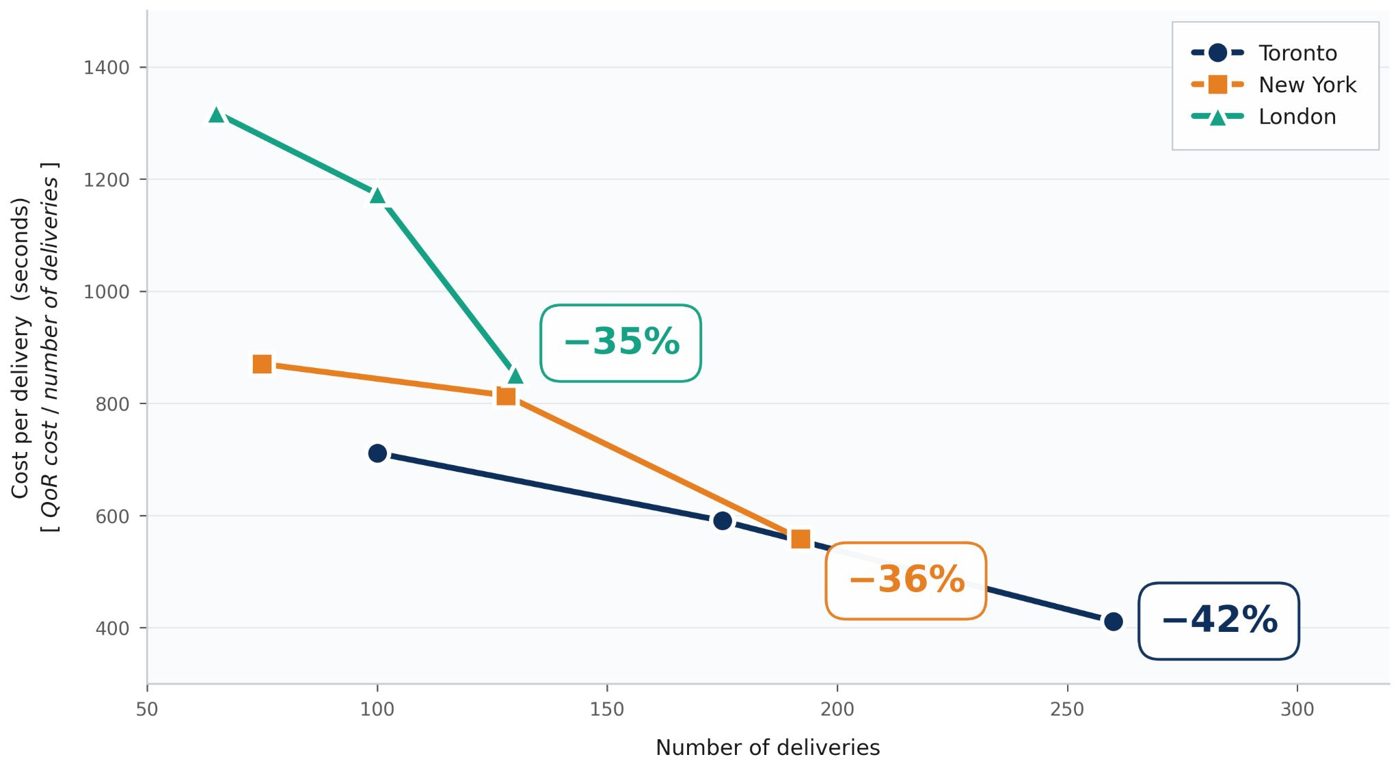 Cost per delivery (seconds)
[ QoR cost / number of deliveries ]
1400
1200
1000
800
600
400
Toronto
New York
London
−35%
−36%
−42%
50
100
150
200
250
300
Number of deliveries